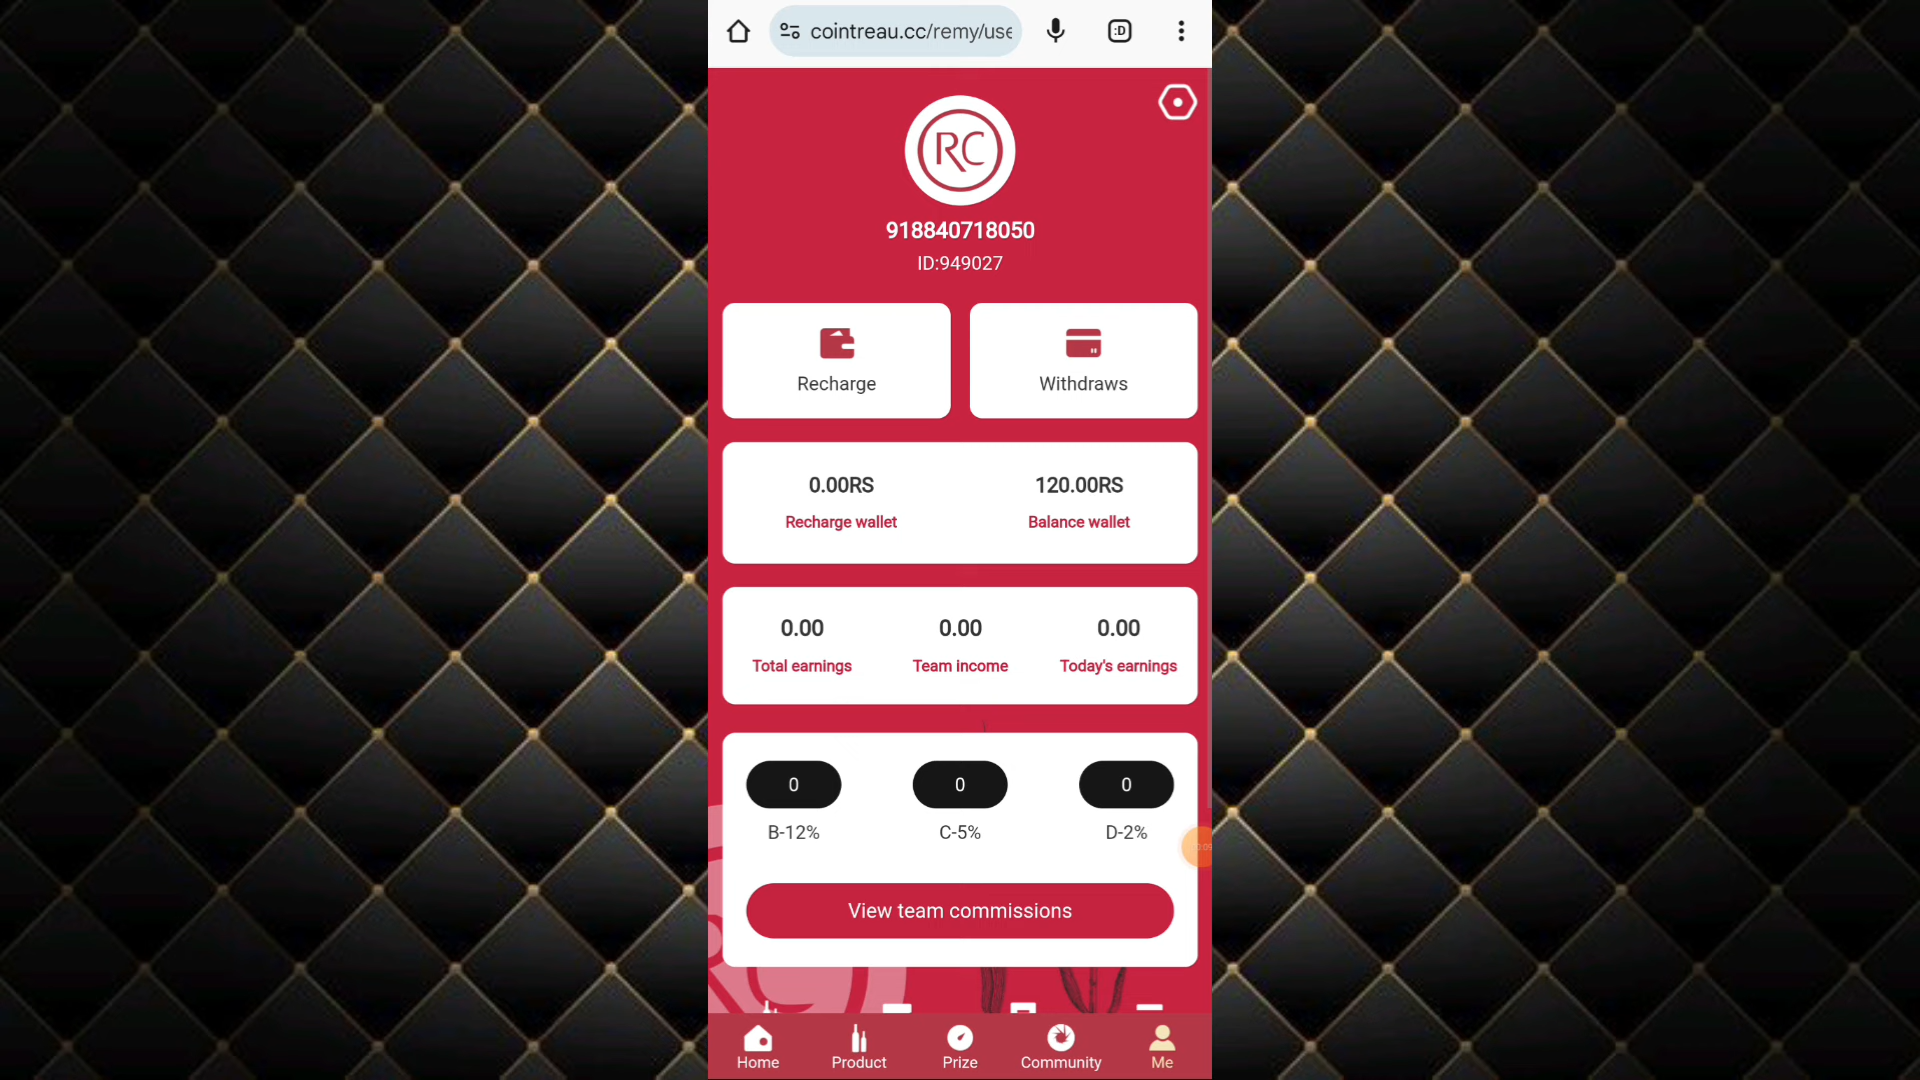 cointreau.cc/remy/use
:D
RC
918840718050
ID:949027
Recharge
Withdraws
0.00RS
120.00RS
Recharge wallet
Balance wallet
0.00
0.00
0.00
Total earnings
Team income
Today's earnings
0
0
0
B-12%
C-5%
D-2%
View team commissions
Home
Product
Prize
Community
Me